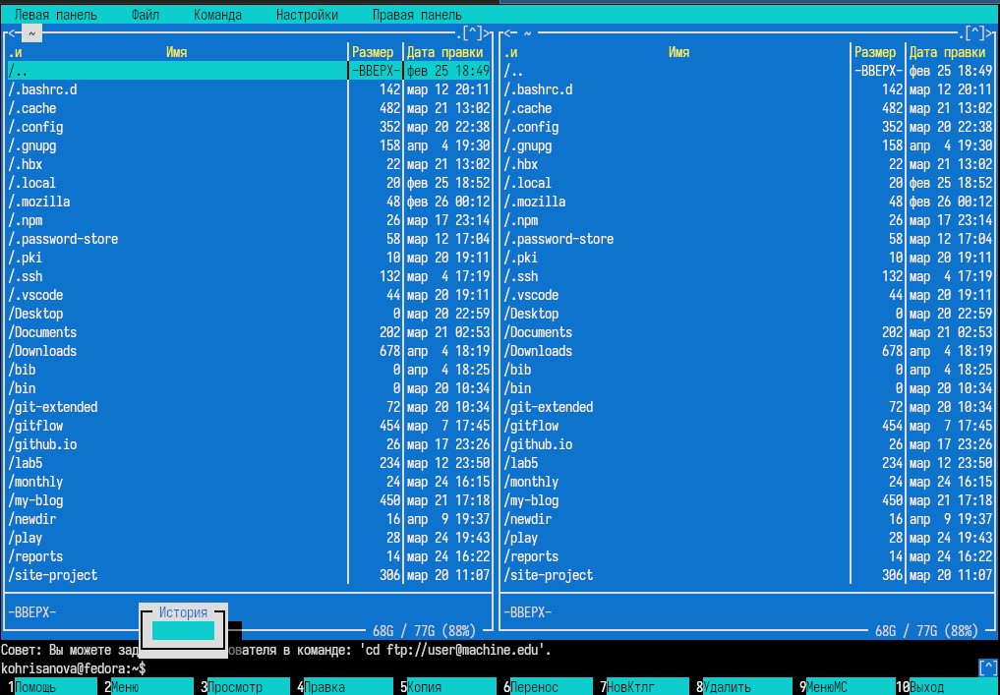 Левая панель Файл Команда Настройки Правая панель
<- ~ .[^]> <- ~ .[^]>
.и Имя Размер Дата правки .и Имя Размер Дата правки
/.. -ВВЕРХ- фев 25 18:49 /.. -ВВЕРХ- фев 25 18:49
/.bashrc.d 142 мар 12 20:11 /.bashrc.d 142 мар 12 20:11
/.cache 482 мар 21 13:02 /.cache 482 мар 21 13:02
/.config 352 мар 20 22:38 /.config 352 мар 20 22:38
/.gnupg 158 апр 4 19:30 /.gnupg 158 апр 4 19:30
/.hbx 22 мар 21 13:02 /.hbx 22 мар 21 13:02
/.local 20 фев 25 18:52 /.local 20 фев 25 18:52
/.mozilla 48 фев 26 00:12 /.mozilla 48 фев 26 00:12
/.npm 26 мар 17 23:14 /.npm 26 мар 17 23:14
/.password-store 58 мар 12 17:04 /.password-store 58 мар 12 17:04
/.pki 10 мар 20 19:11 /.pki 10 мар 20 19:11
/.ssh 132 мар 4 17:19 /.ssh 132 мар 4 17:19
/.vscode 44 мар 20 19:11 /.vscode 44 мар 20 19:11
/Desktop 0 мар 20 22:59 /Desktop 0 мар 20 22:59
/Documents 202 мар 21 02:53 /Documents 202 мар 21 02:53
/Downloads 678 апр 4 18:19 /Downloads 678 апр 4 18:19
/bib 0 апр 4 18:25 /bib 0 апр 4 18:25
/bin 0 мар 20 10:34 /bin 0 мар 20 10:34
/git-extended 72 мар 20 10:34 /git-extended 72 мар 20 10:34
/gitflow 454 мар 7 17:45 /gitflow 454 мар 7 17:45
/github.io 26 мар 17 23:26 /github.io 26 мар 17 23:26
/lab5 234 мар 12 23:50 /lab5 234 мар 12 23:50
/monthly 24 мар 24 16:15 /monthly 24 мар 24 16:15
/my-blog 450 мар 21 17:18 /my-blog 450 мар 21 17:18
/newdir 16 апр 9 19:37 /newdir 16 апр 9 19:37
/play 28 мар 24 19:43 /play 28 мар 24 19:43
/reports 14 мар 24 16:22 /reports 14 мар 24 16:22
/site-project 306 мар 20 11:07 /site-project 306 мар 20 11:07
-ВВЕРХ- История -ВВЕРХ-
68G / 77G (88%) 68G / 77G (88%)
Совет: Вы можете зад ователя в команде: 'cd ftp://user@machine.edu'.
kohrisanova@fedora:~$ [^]
1Помощь 2Меню 3Просмотр 4Правка 5Копия 6Перенос 7НовКтлг 8Удалить 9МенюMC 10Выход